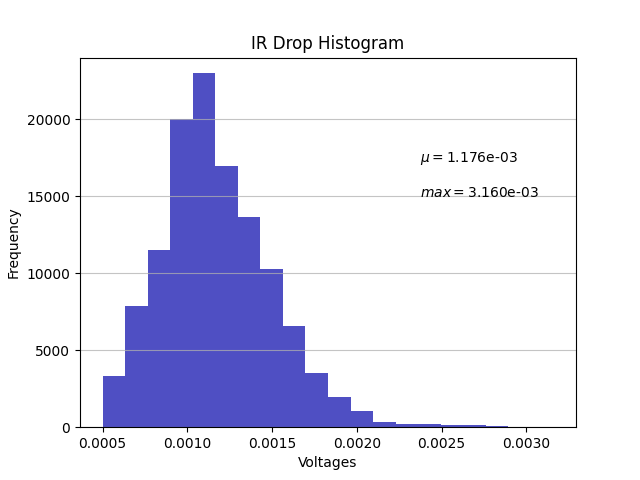 IR Drop Histogram
Frequency
20000
15000
10000
5000
0
μ = 1.176e-03
max = 3.160e-03
0.0005 0.0010 0.0015 0.0020 0.0025 0.0030
Voltages